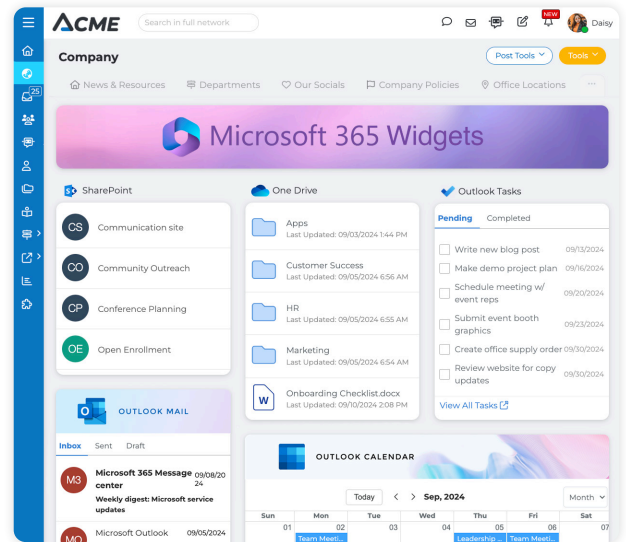 ACME
Search in full network
NEW
Daisy
Company
Post Tools
Tools
News & Resources
Departments
Our Socials
Company Policies
Office Locations
25
Microsoft 365 Widgets
SharePoint
CS
Communication site
CO
Community Outreach
CP
Conference Planning
OE
Open Enrollment
One Drive
Apps
Last Updated: 09/03/2024 1:44 PM
Customer Success
Last Updated: 09/05/2024 6:56 AM
HR
Last Updated: 09/05/2024 6:55 AM
Marketing
Last Updated: 09/05/2024 6:54 AM
W
Onboarding Checklist.docx
Last Updated: 09/10/2024 2:08 PM
Outlook Tasks
Pending Completed
Write new blog post 09/13/2024
Make demo project plan 09/16/2024
Schedule meeting w/
event reps
09/20/2024
Submit event booth
graphics
09/23/2024
Create office supply order 09/30/2024
Review website for copy
updates
09/30/2024
View All Tasks
OUTLOOK MAIL
Inbox Sent Draft
M3
Microsoft 365 Message
center
09/08/20
24
Weekly digest: Microsoft service
updates
MO
Microsoft Outlook 09/05/2024
OUTLOOK CALENDAR
Today < > Sep, 2024
Month
Sun Mon Tue Wed Thu Fri Sat
01 02 03 04 05 06 07
Team Meeti...
Leadership ...
Team Meeti...